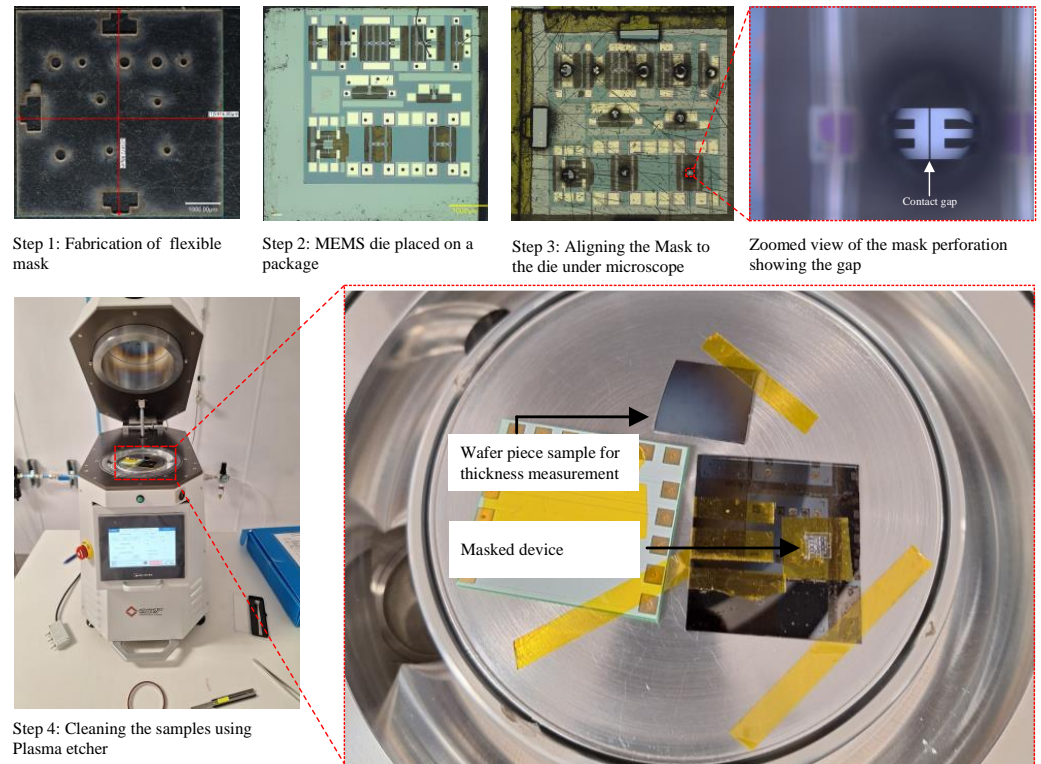 1000.00μm
Contact gap
Step 1: Fabrication of flexible
mask
Step 2: MEMS die placed on a
package
Step 3: Aligning the Mask to
the die under microscope
Zoomed view of the mask perforation
showing the gap
Wafer piece sample for
thickness measurement
Masked device
Step 4: Cleaning the samples using
Plasma etcher